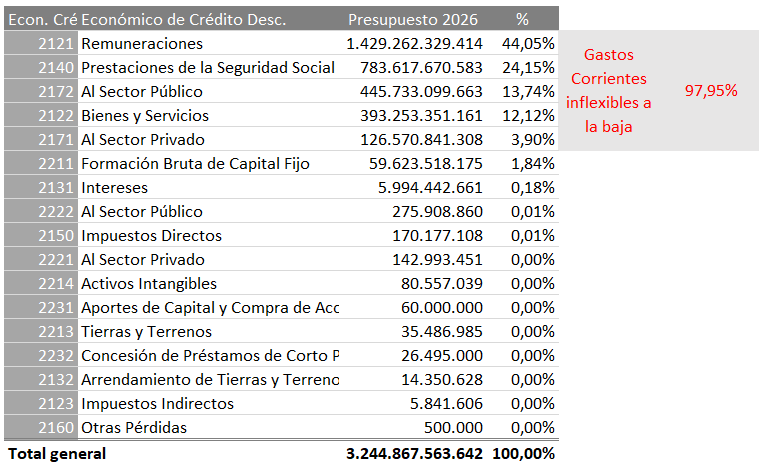 Econ. Cré Económico de Crédito Desc. Presupuesto 2026 %
2121 Remuneraciones 1.429.262.329.414 44,05%
2140 Prestaciones de la Seguridad Social 783.617.670.583 24,15%
2172 Al Sector Público 445.733.099.663 13,74%
2122 Bienes y Servicios 393.253.351.161 12,12%
2171 Al Sector Privado 126.570.841.308 3,90%
Gastos
Corrientes
inflexibles a
la baja
97,95%
2211 Formación Bruta de Capital Fijo 59.623.518.175 1,84%
2131 Intereses 5.994.442.661 0,18%
2222 Al Sector Público 275.908.860 0,01%
2150 Impuestos Directos 170.177.108 0,01%
2221 Al Sector Privado 142.993.451 0,00%
2214 Activos Intangibles 80.557.039 0,00%
2231 Aportes de Capital y Compra de Acc 60.000.000 0,00%
2213 Tierras y Terrenos 35.486.985 0,00%
2232 Concesión de Préstamos de Corto P 26.495.000 0,00%
2132 Arrendamiento de Tierras y Terreno 14.350.628 0,00%
2123 Impuestos Indirectos 5.841.606 0,00%
2160 Otras Pérdidas 500.000 0,00%
Total general 3.244.867.563.642 100,00%